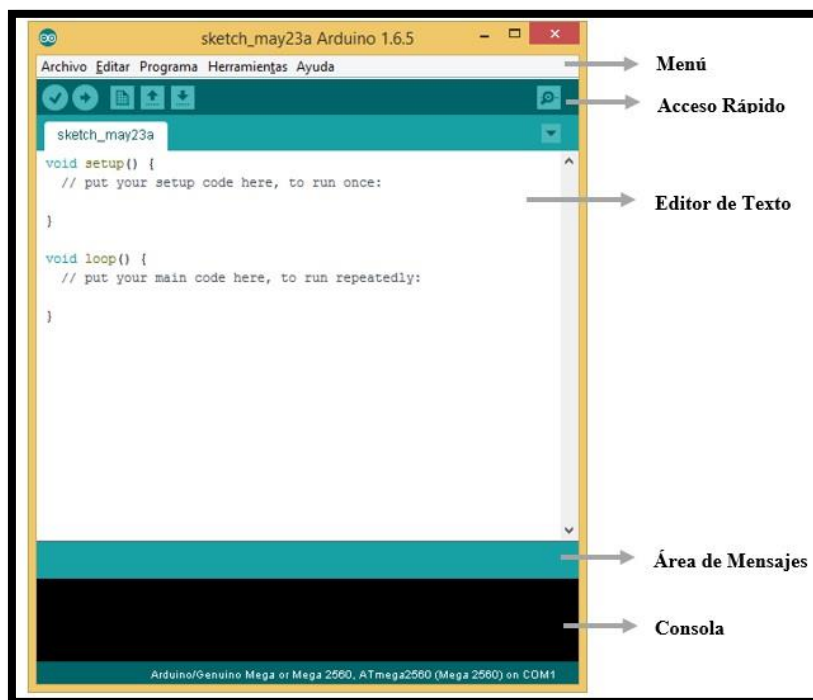 sketch_may23a Arduino 1.6.5
Archivo Editar Programa Herramientas Ayuda
Menú
Acceso Rápido
sketch_may23a
void setup() {
// put your setup code here, to run once:
Editor de Texto
}
void loop() {
// put your main code here, to run repeatedly:
}
Área de Mensajes
Consola
Arduino/Genuino Mega or Mega 2560, ATmega2560 (Mega 2560) on COM1